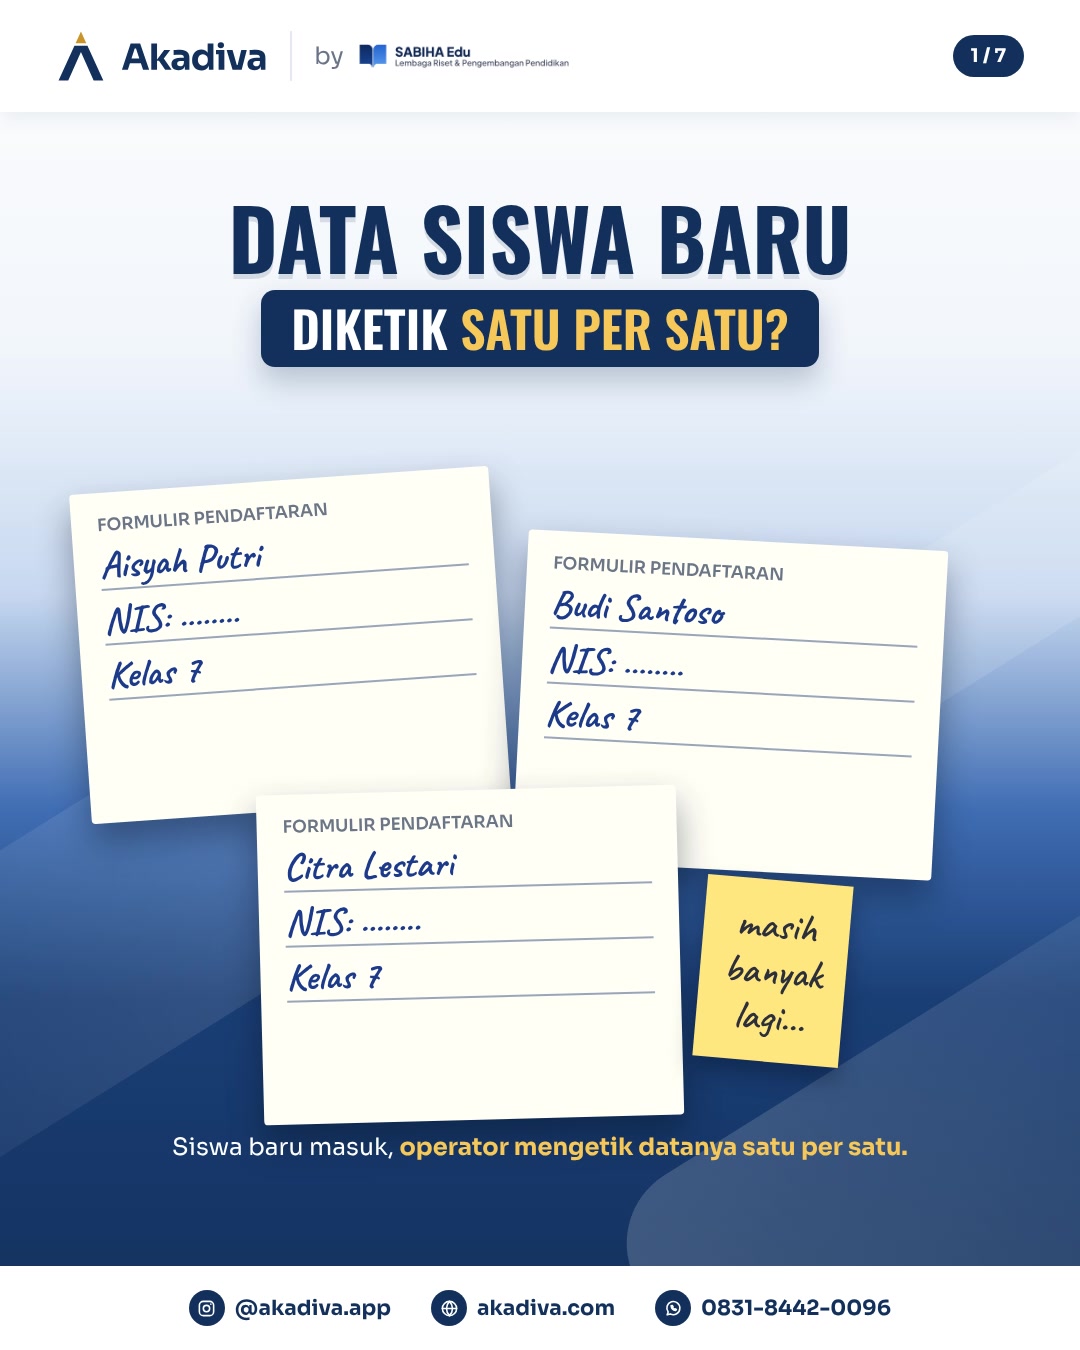 Akadiva
by
SABIHA Edu
Lembaga Riset & Pengembangan Pendidikan
1 / 7
DATA SISWA BARU
DIKETIK SATU PER SATU?
FORMULIR PENDAFTARAN
Aisyah Putri
NIS: ........
Kelas 7
FORMULIR PENDAFTARAN
Budi Santoso
NIS: ........
Kelas 7
FORMULIR PENDAFTARAN
Citra Lestari
NIS: ........
Kelas 7
masih
banyak
lagi...
Siswa baru masuk, operator mengetik datanya satu per satu.
@akadiva.app
akadiva.com
0831-8442-0096